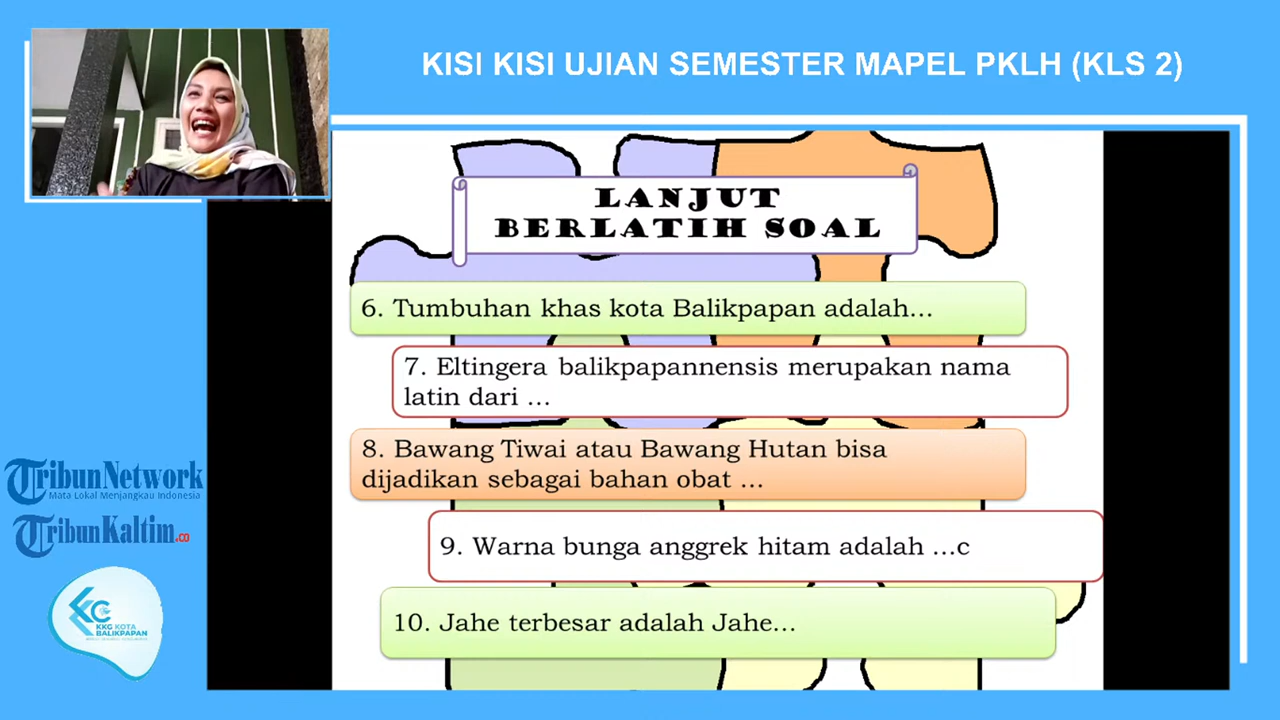 KISI KISI UJIAN SEMESTER MAPEL PKLH (KLS 2)
LANJUT
BERLATIH SOAL
6. Tumbuhan khas kota Balikpapan adalah...
7. Eltingera balikpapannensis merupakan nama
latin dari ...
8. Bawang Tiwai atau Bawang Hutan bisa
dijadikan sebagai bahan obat ...
9. Warna bunga anggrek hitam adalah ...c
10. Jahe terbesar adalah Jahe...
TribunNetwork
Mata Lokal Menjangkau Indonesia
TribunKaltim.co
KKG KOTA
BALIKPAPAN